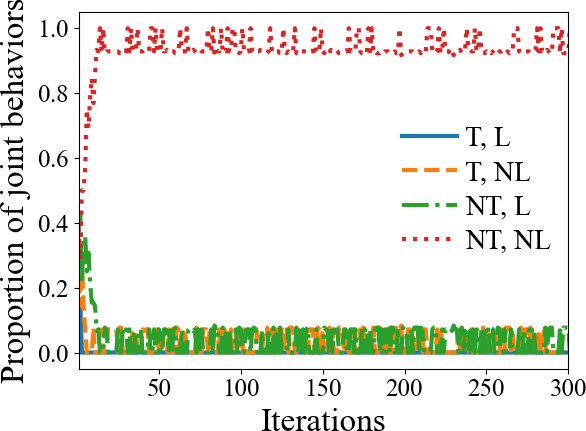 Proportion of joint behaviors
1.0
0.8
0.6
0.4
0.2
0.0
T, L
T, NL
NT, L
NT, NL
50
100
150
200
250
300
Iterations